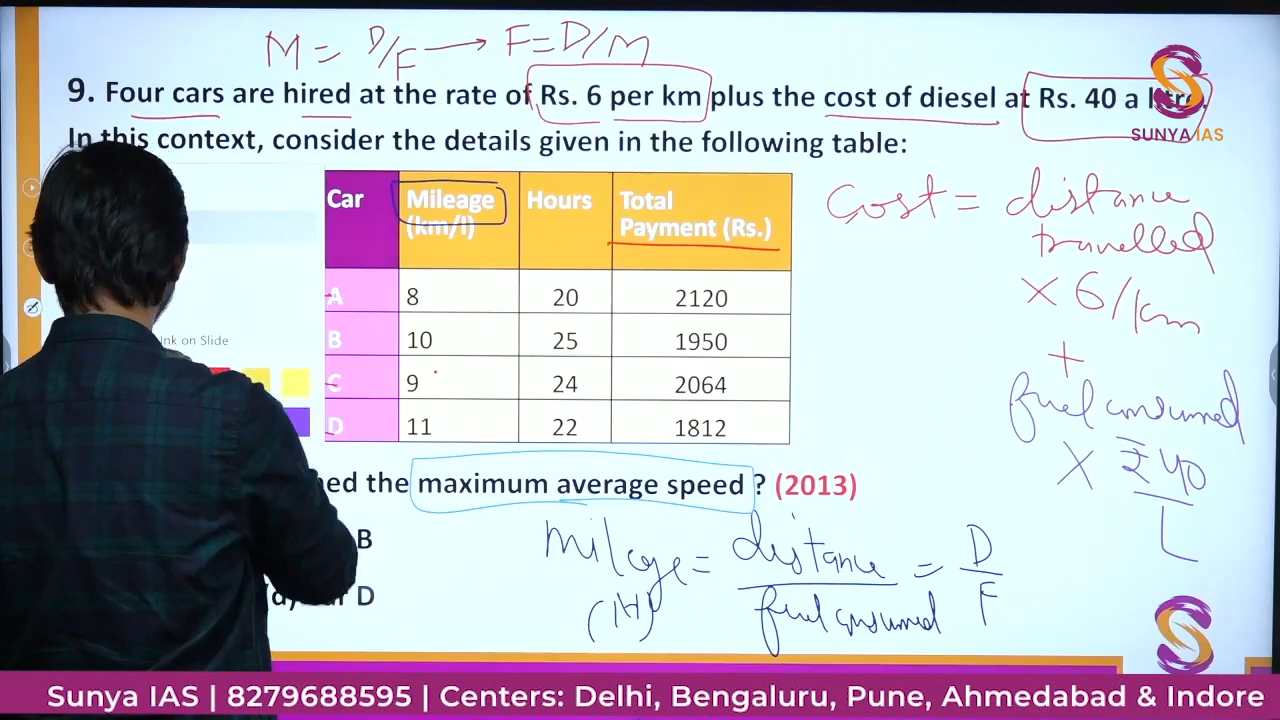 M = D/F → F = D/M
9. Four cars are hired at the rate of Rs. 6 per km plus the cost of diesel at Rs. 40 a litre.
SUNYA IAS
In this context, consider the details given in the following table:
Car Mileage (km/l) Hours Total Payment (Rs.)
A 8 20 2120
B 10 25 1950
C 9 24 2064
D 11 22 1812
Ink on Slide
Cost = distance
travelled
× 6/km
+
fuel consumed
× ₹40
L
the maximum average speed ? (2013)
B
(d) Car D
Milage = distance / fuel consumed = D / F
(M)
Sunya IAS | 8279688595 | Centers: Delhi, Bengaluru, Pune, Ahmedabad & Indore